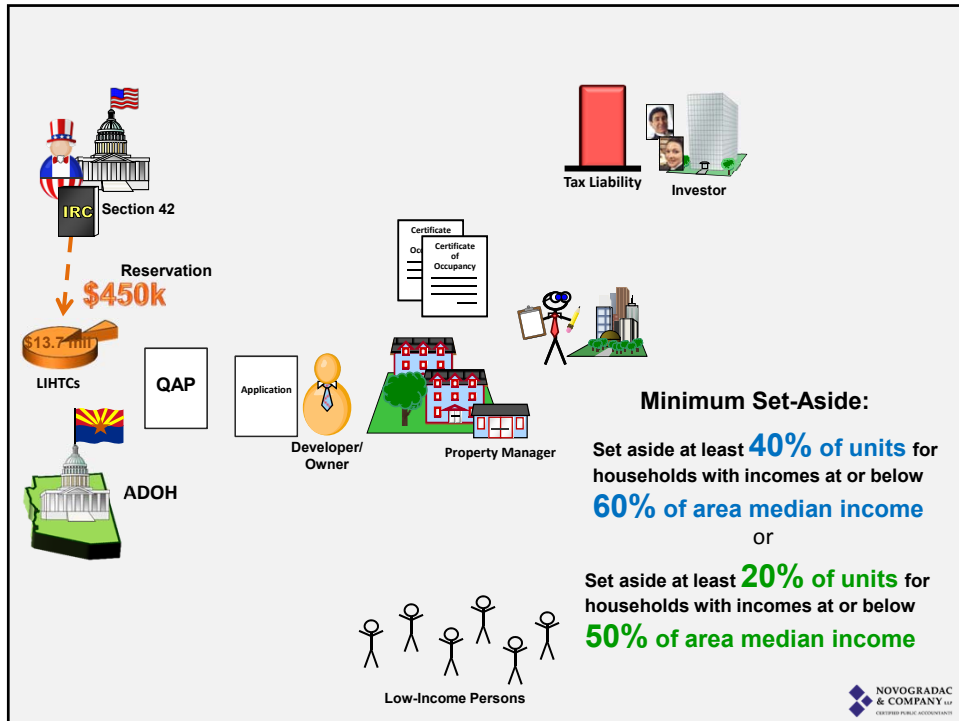 IRC
Section 42
Reservation
$450k
$13.7 mil
LIHTCs
ADOH
QAP
Application
Developer/
Owner
Certificate
Certificate
of
Occupancy
Property Manager
Tax Liability
Investor
Minimum Set-Aside:
Set aside at least 40% of units for
households with incomes at or below
60% of area median income
or
Set aside at least 20% of units for
households with incomes at or below
50% of area median income
Low-Income Persons
NOVOGRADAC
& COMPANY LLP
CERTIFIED PUBLIC ACCOUNTANTS